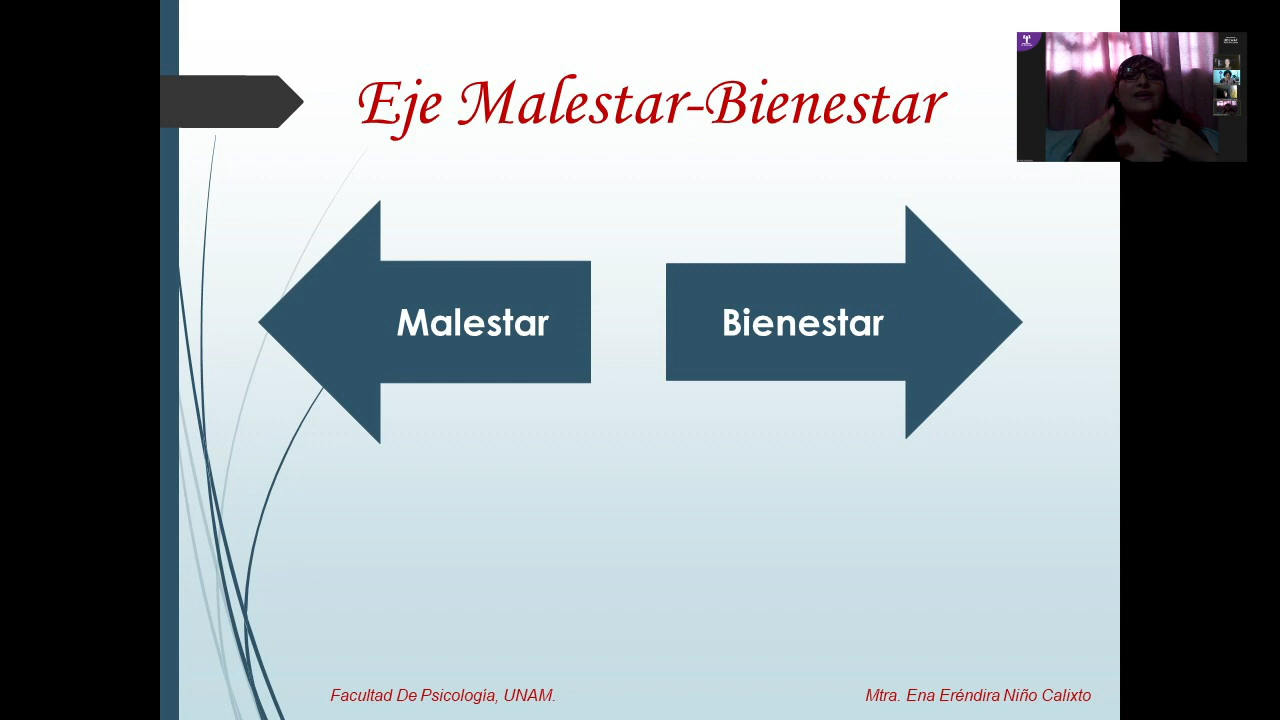 Eje Malestar-Bienestar
Malestar
Bienestar
Facultad De Psicología, UNAM.
Mtra. Ena Eréndira Niño Calixto